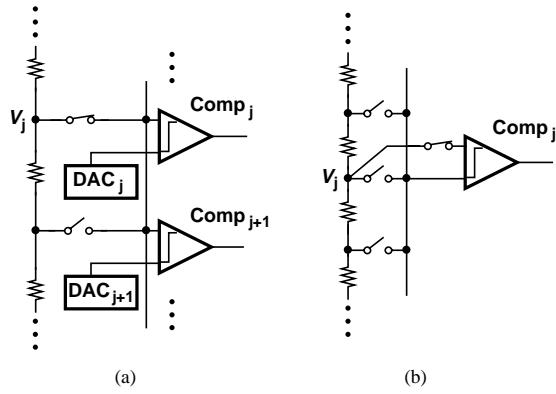 Comp j
V j
DAC j
Comp j+1
DAC j+1
(a)
Comp j
V j
(b)